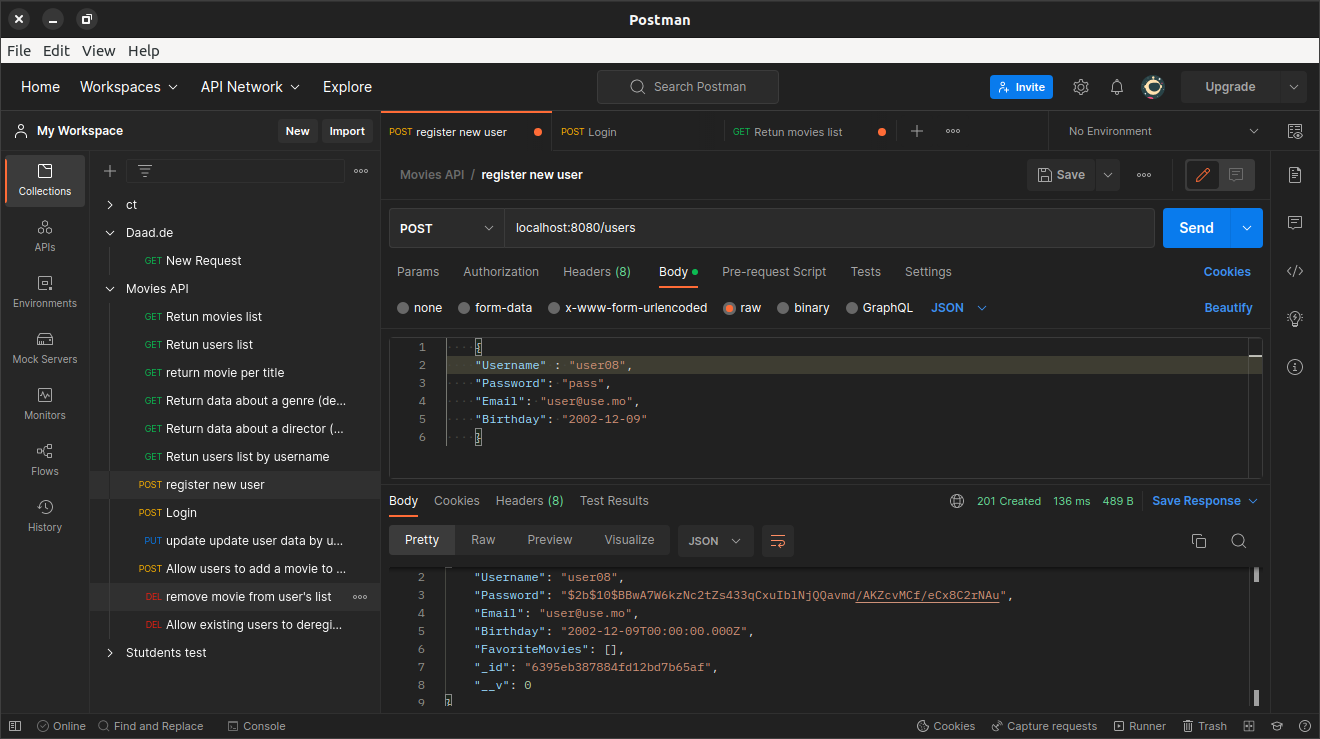 Postman
File Edit View Help
Home Workspaces API Network Explore Search Postman Invite Upgrade
My Workspace New Import
POST register new user POST Login GET Retun movies list No Environment
Collections
APIs
Environments
Mock Servers
Monitors
Flows
History
ct
Daad.de
GET New Request
Movies API
GET Retun movies list
GET Retun users list
GET return movie per title
GET Return data about a genre (de...
GET Return data about a director (...
GET Retun users list by username
POST register new user
POST Login
PUT update update user data by u...
POST Allow users to add a movie to ...
DEL remove movie from user's list
DEL Allow existing users to deregi...
Stutdents test
Movies API / register new user Save
POST localhost:8080/users Send
Params Authorization Headers (8) Body Pre-request Script Tests Settings Cookies
none form-data x-www-form-urlencoded raw binary GraphQL JSON Beautify
1 {
2 "Username" : "user08",
3 "Password": "pass",
4 "Email": "user@use.mo",
5 "Birthday": "2002-12-09"
6 }
Body Cookies Headers (8) Test Results 201 Created 136 ms 489 B Save Response
Pretty Raw Preview Visualize JSON
2 "Username": "user08",
3 "Password": "$2b$10$BBwA7W6kzNc2tZs433qCxuIblNjQQavmd/AKZcvMCf/eCx8C2rNAu",
4 "Email": "user@use.mo",
5 "Birthday": "2002-12-09T00:00:00.000Z",
6 "FavoriteMovies": [],
7 "_id": "6395eb387884fd12bd7b65af",
8 "__v": 0
9 }
Online Find and Replace Console Cookies Capture requests Runner Trash